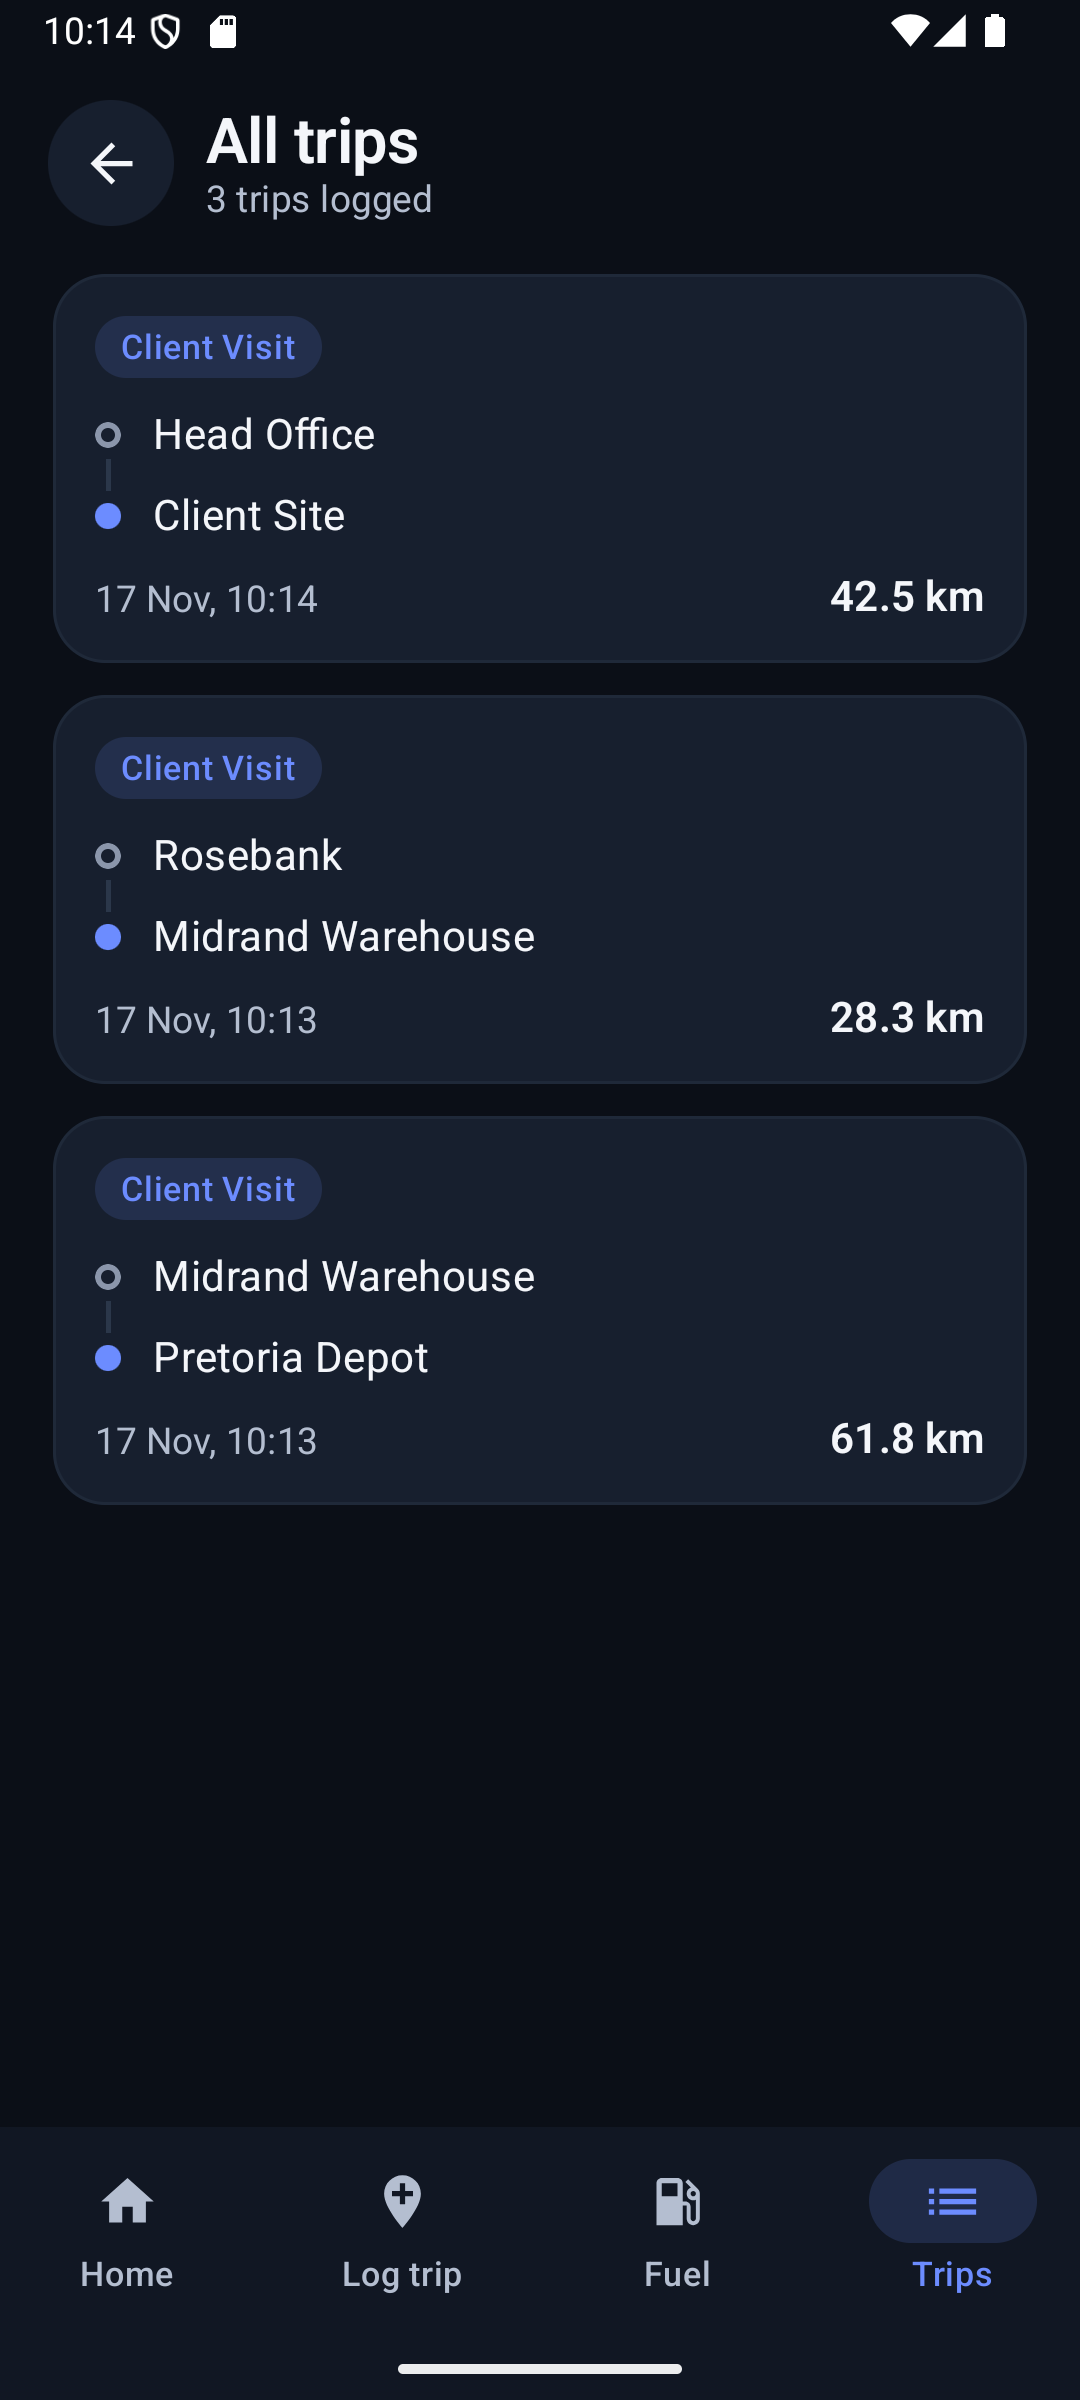 10:14
All trips
3 trips logged
Client Visit
Head Office
Client Site
17 Nov, 10:14
42.5 km
Client Visit
Rosebank
Midrand Warehouse
17 Nov, 10:13
28.3 km
Client Visit
Midrand Warehouse
Pretoria Depot
17 Nov, 10:13
61.8 km
Home
Log trip
Fuel
Trips